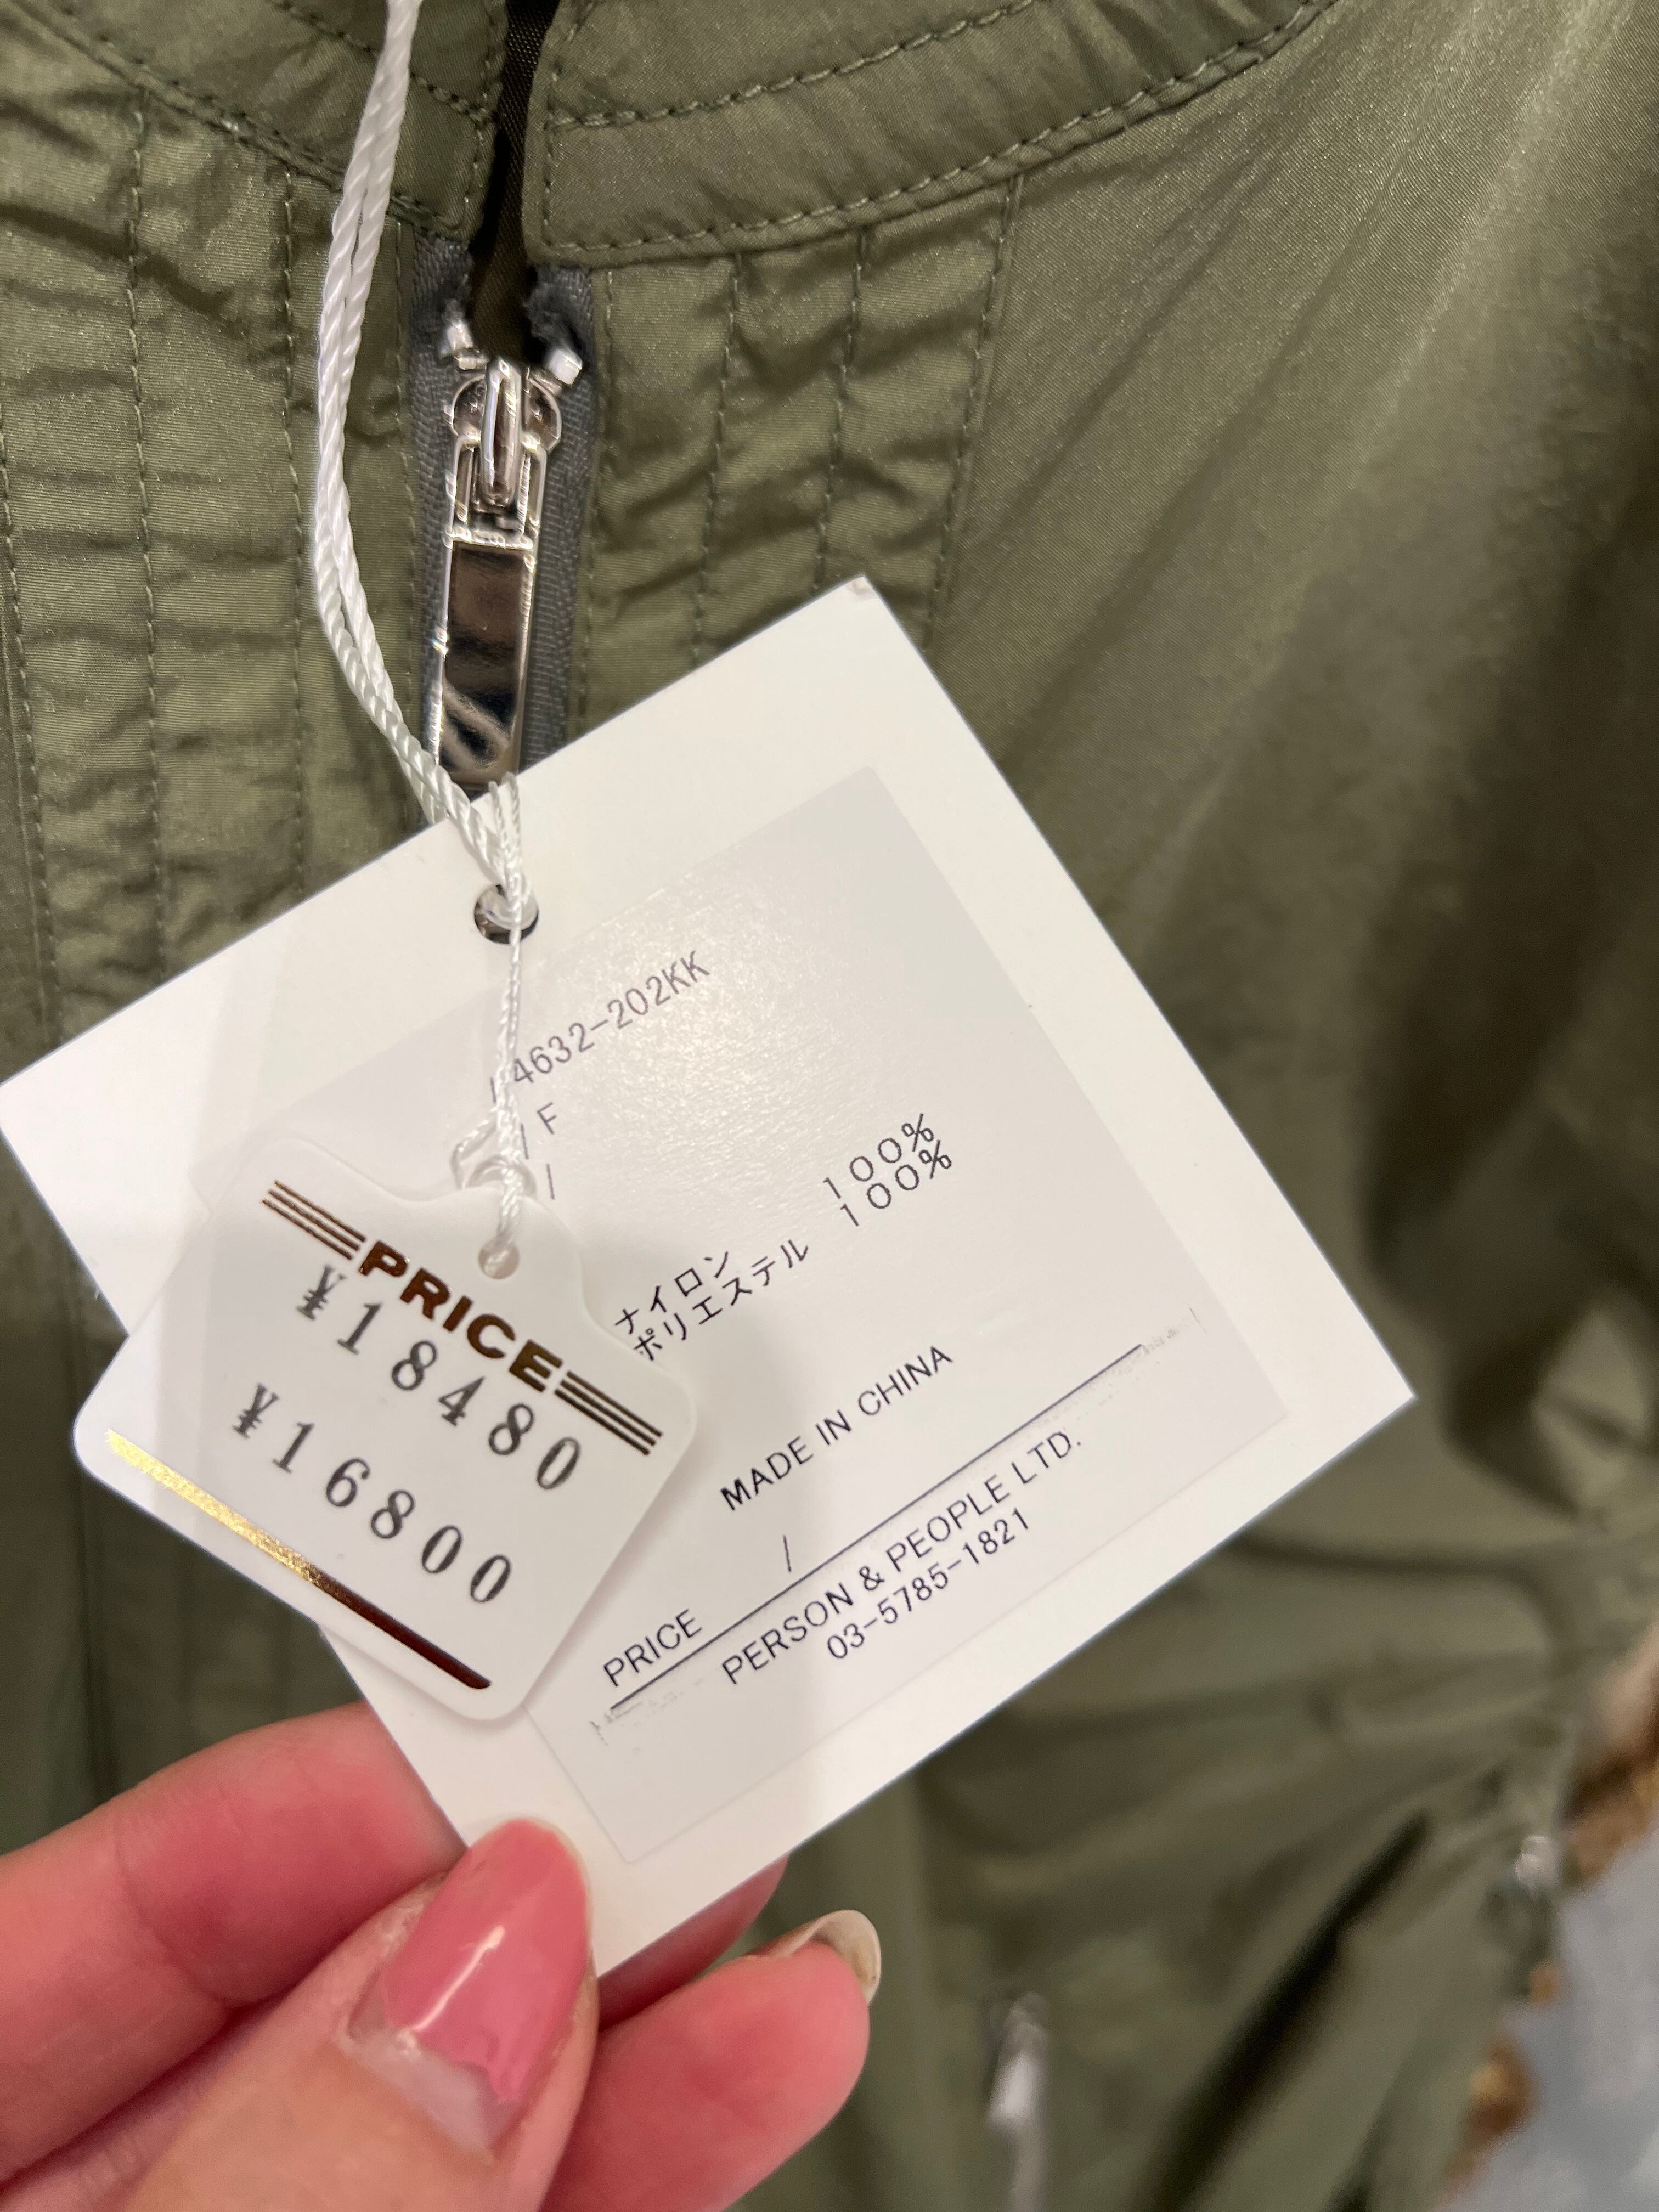 4632-202KK
/ F
/
ナイロン 100%
ポリエステル 100%
MADE IN CHINA
PRICE /
PERSON & PEOPLE LTD.
03-5785-1821
PRICE
¥18480
¥16800